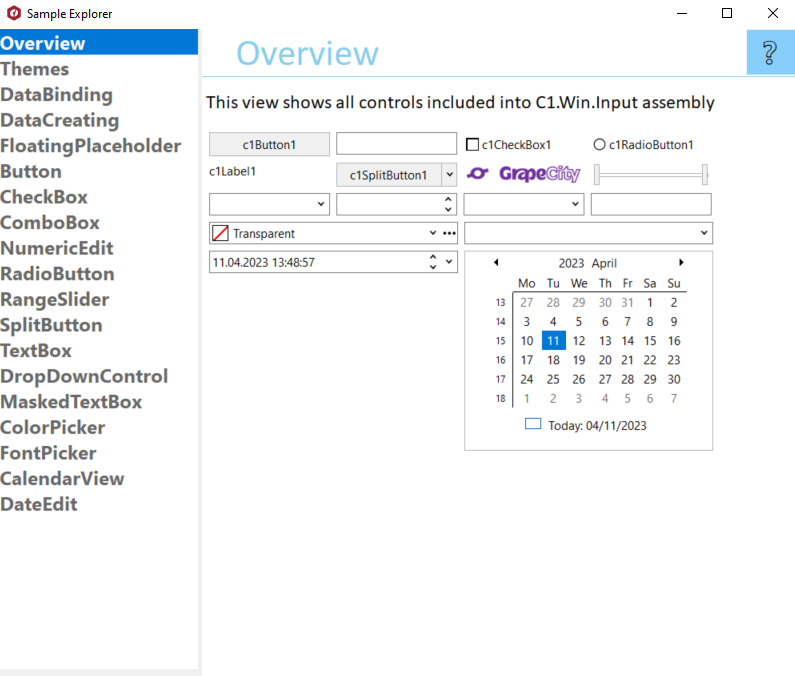 Sample Explorer
Overview
Themes
DataBinding
DataCreating
FloatingPlaceholder
Button
CheckBox
ComboBox
NumericEdit
RadioButton
RangeSlider
SplitButton
TextBox
DropDownControl
MaskedTextBox
ColorPicker
FontPicker
CalendarView
DateEdit
Overview
?
This view shows all controls included into C1.Win.Input assembly
c1Button1 c1CheckBox1 c1RadioButton1
c1Label1 c1SplitButton1 GrapeCity
Transparent
11.04.2023 13:48:57
2023 April
Mo Tu We Th Fr Sa Su
13 27 28 29 30 31 1 2
14 3 4 5 6 7 8 9
15 10 11 12 13 14 15 16
16 17 18 19 20 21 22 23
17 24 25 26 27 28 29 30
18 1 2 3 4 5 6 7
Today: 04/11/2023